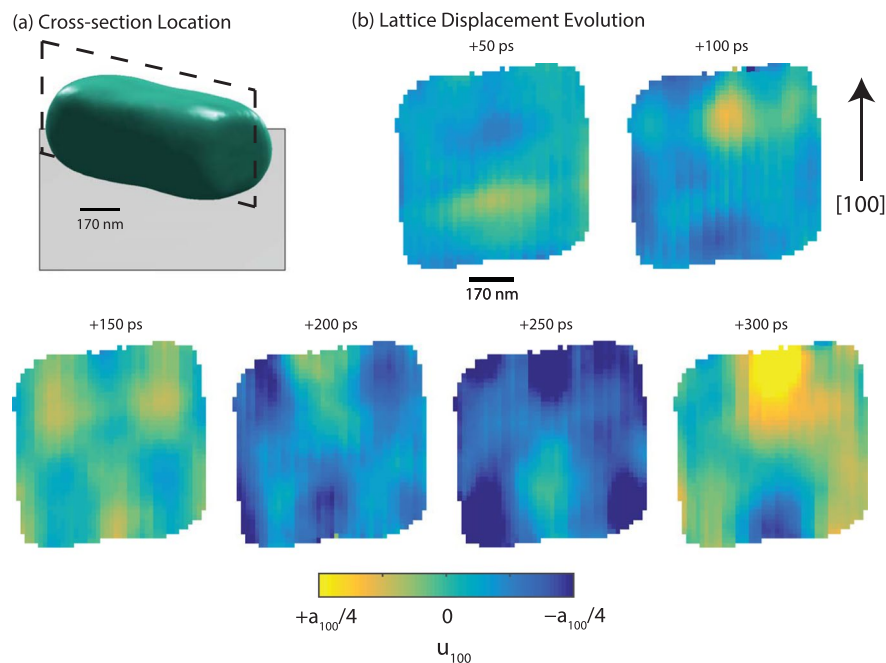 (a) Cross-section Location
(b) Lattice Displacement Evolution
+50 ps
+100 ps
[100]
170 nm
170 nm
+150 ps
+200 ps
+250 ps
+300 ps
+a₁₀₀/4
0
−a₁₀₀/4
u₁₀₀